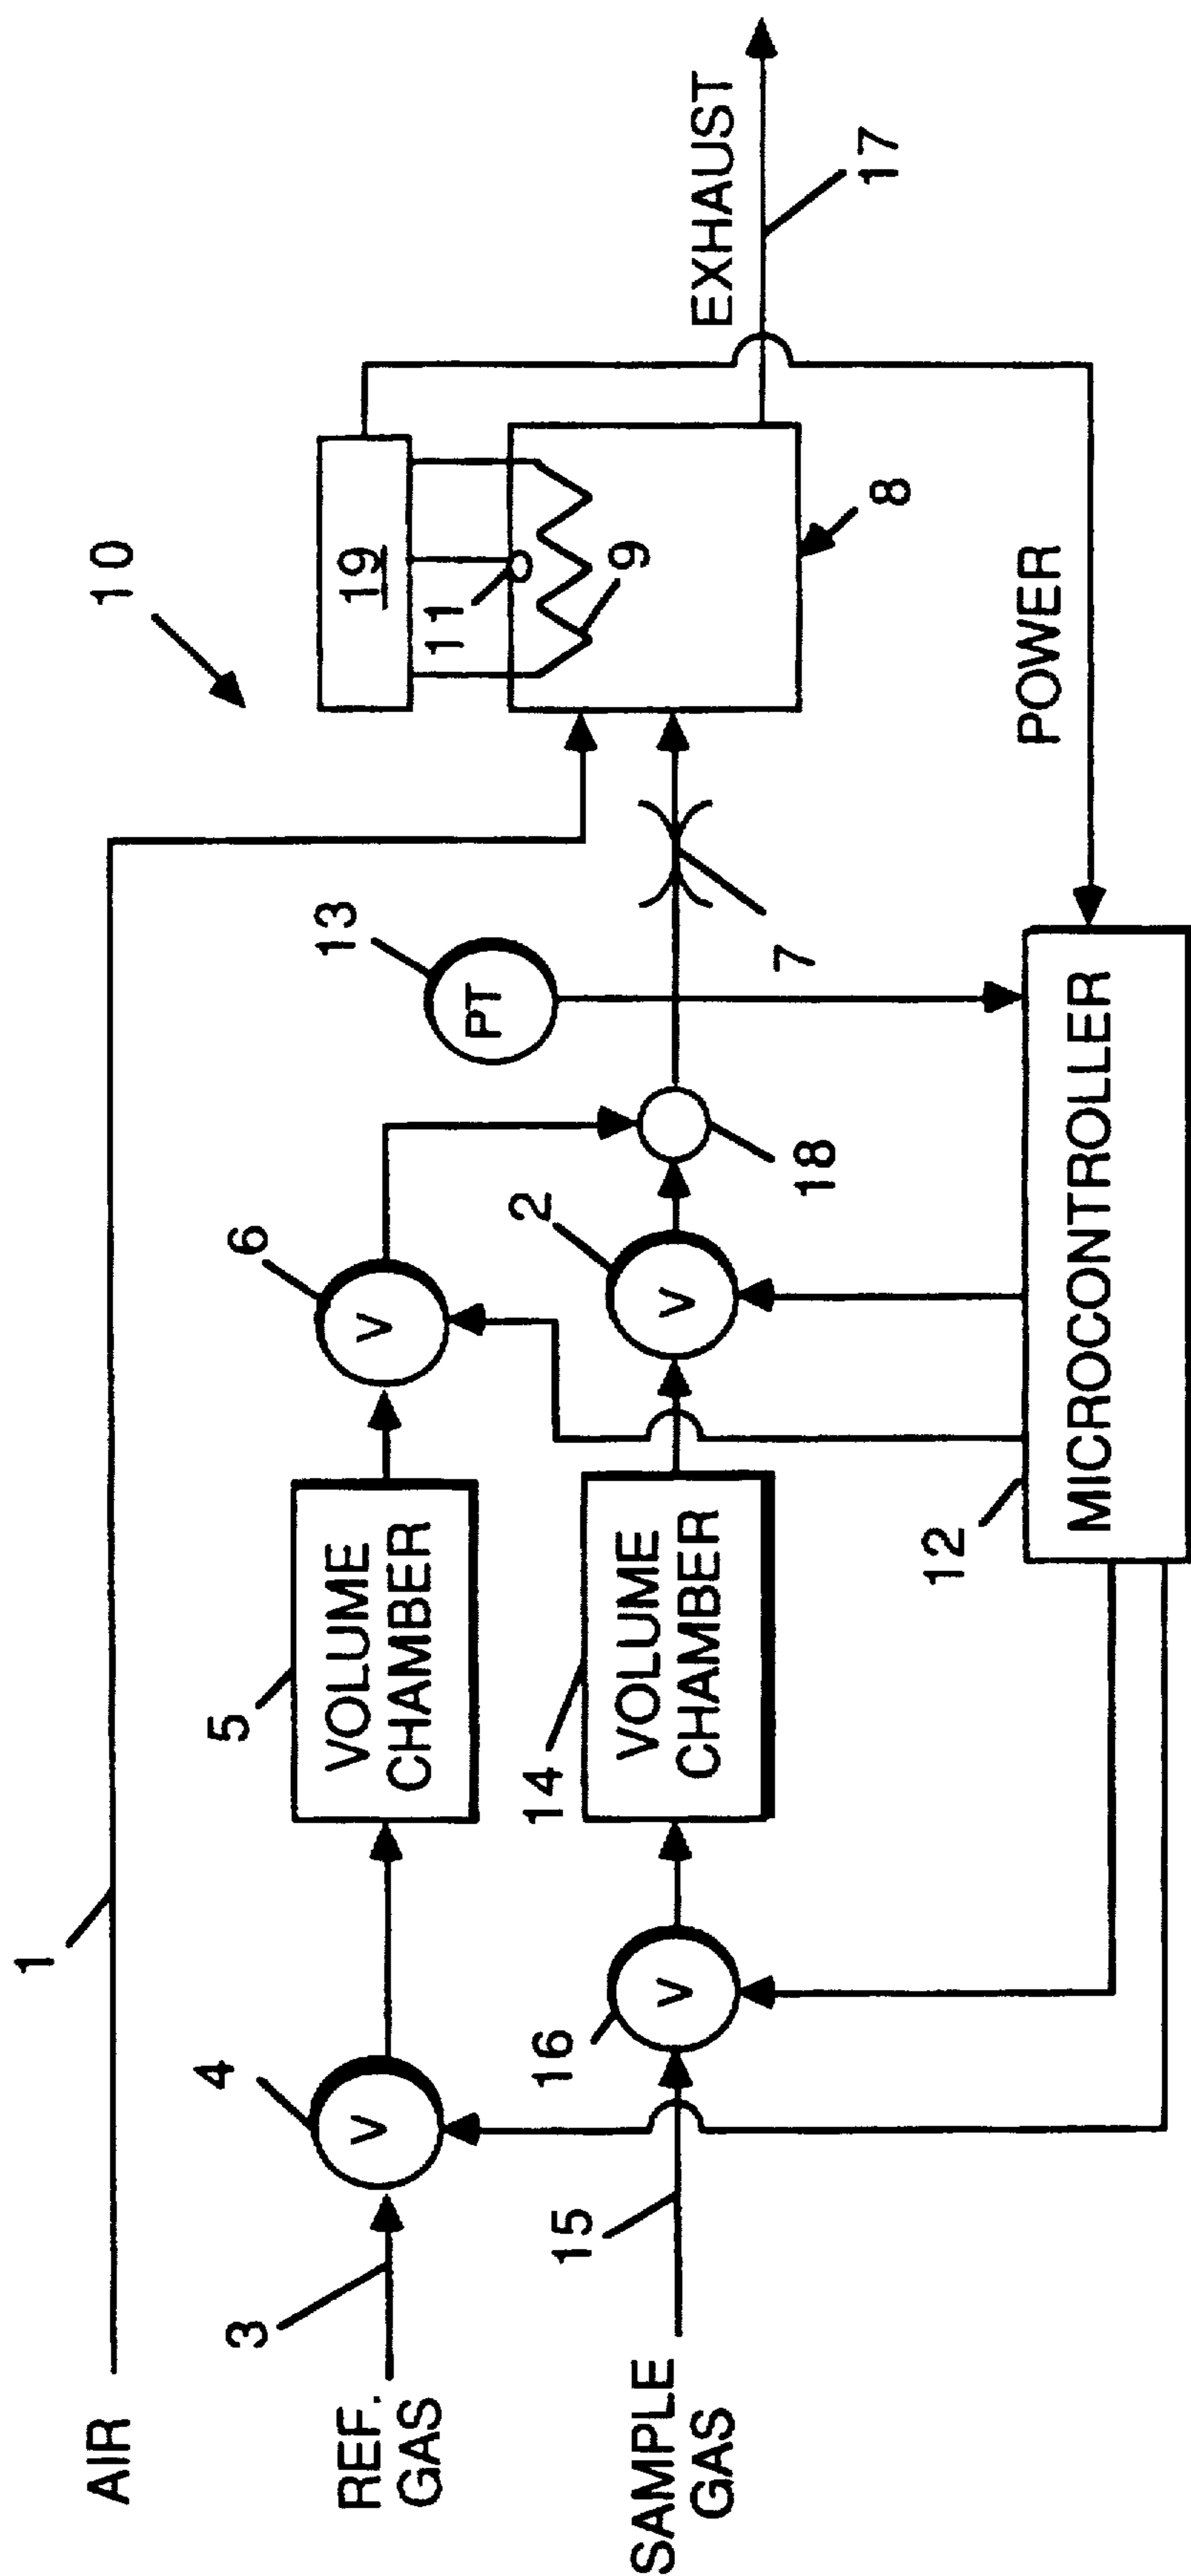 AIR
1
REF.
GAS
3
4
5
VOLUME
CHAMBER
6
V
V
SAMPLE
GAS
15
16
V
14
VOLUME
CHAMBER
2
V
18
13
PT
7
10
19
11
9
8
EXHAUST
17
POWER
12
MICROCONTROLLER